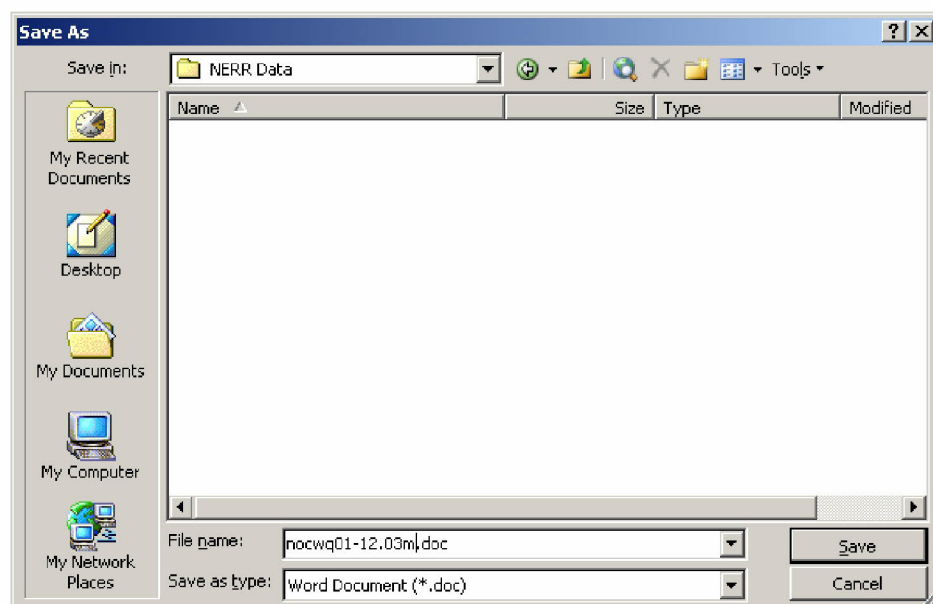 Save As
Save in:
NERR Data
Tools
Name
Size
Type
Modified
My Recent
Documents
Desktop
My Documents
My Computer
My Network
Places
File name:
nocwq01-12.03m.doc
Save
Save as type:
Word Document (*.doc)
Cancel